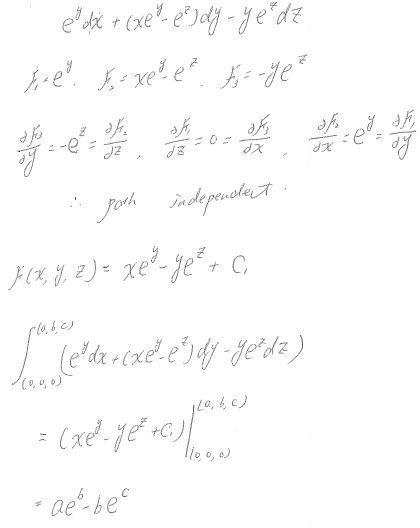 e^y dx + (xe^y - e^z)dy - ye^z dz
F₁ = e^y. F₂ = xe^y - e^z. F₃ = -ye^z
∂F₃/∂y = -e^z = ∂F₂/∂z, ∂F₁/∂z = 0 = ∂F₃/∂x, ∂F₂/∂x = e^y = ∂F₁/∂y
∴ path independent.
F(x, y, z) = xe^y - ye^z + C₁
∫_(0,0,0)^(a,b,c) (e^y dx + (xe^y - e^z)dy - ye^z dz)
= (xe^y - ye^z + C₁)|_(0,0,0)^(a,b,c)
= ae^b - be^c